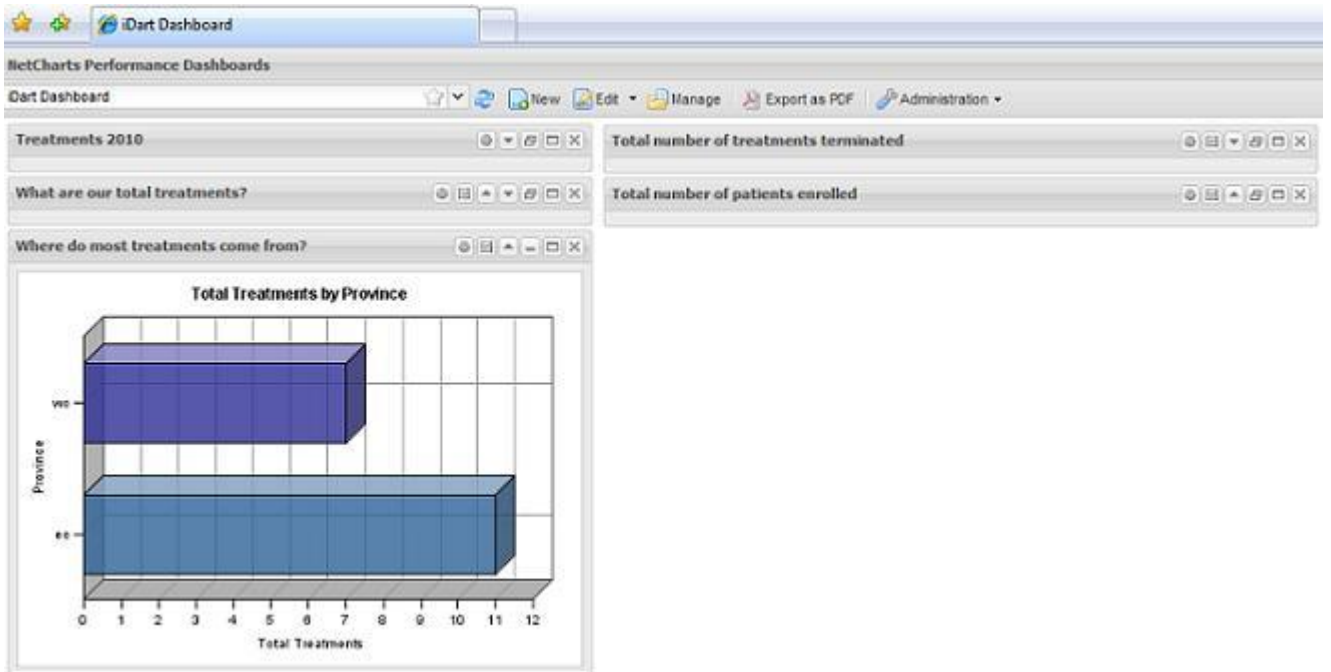 iDart Dashboard
NetCharts Performance Dashboards
iDart Dashboard
New Edit Manage Export as PDF Administration
Treatments 2010
Total number of treatments terminated
What are our total treatments?
Total number of patients enrolled
Where do most treatments come from?
Total Treatments by Province
wc
Province
ec
0 1 2 3 4 5 6 7 8 9 10 11 12
Total Treatments